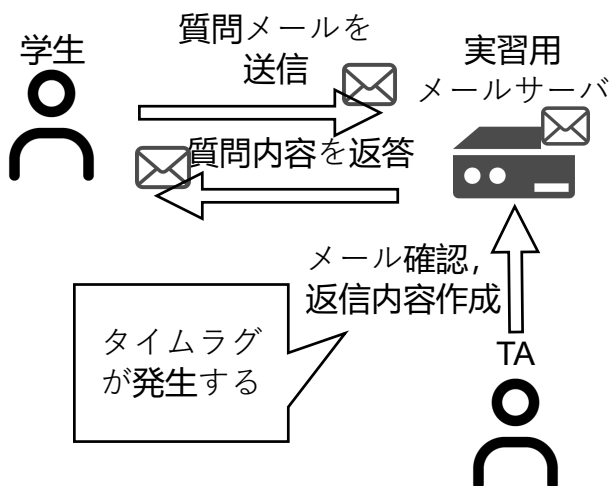 学生
質問メールを
送信
実習用
メールサーバ
質問内容を返答
メール確認,
返信内容作成
タイムラグ
が発生する
TA